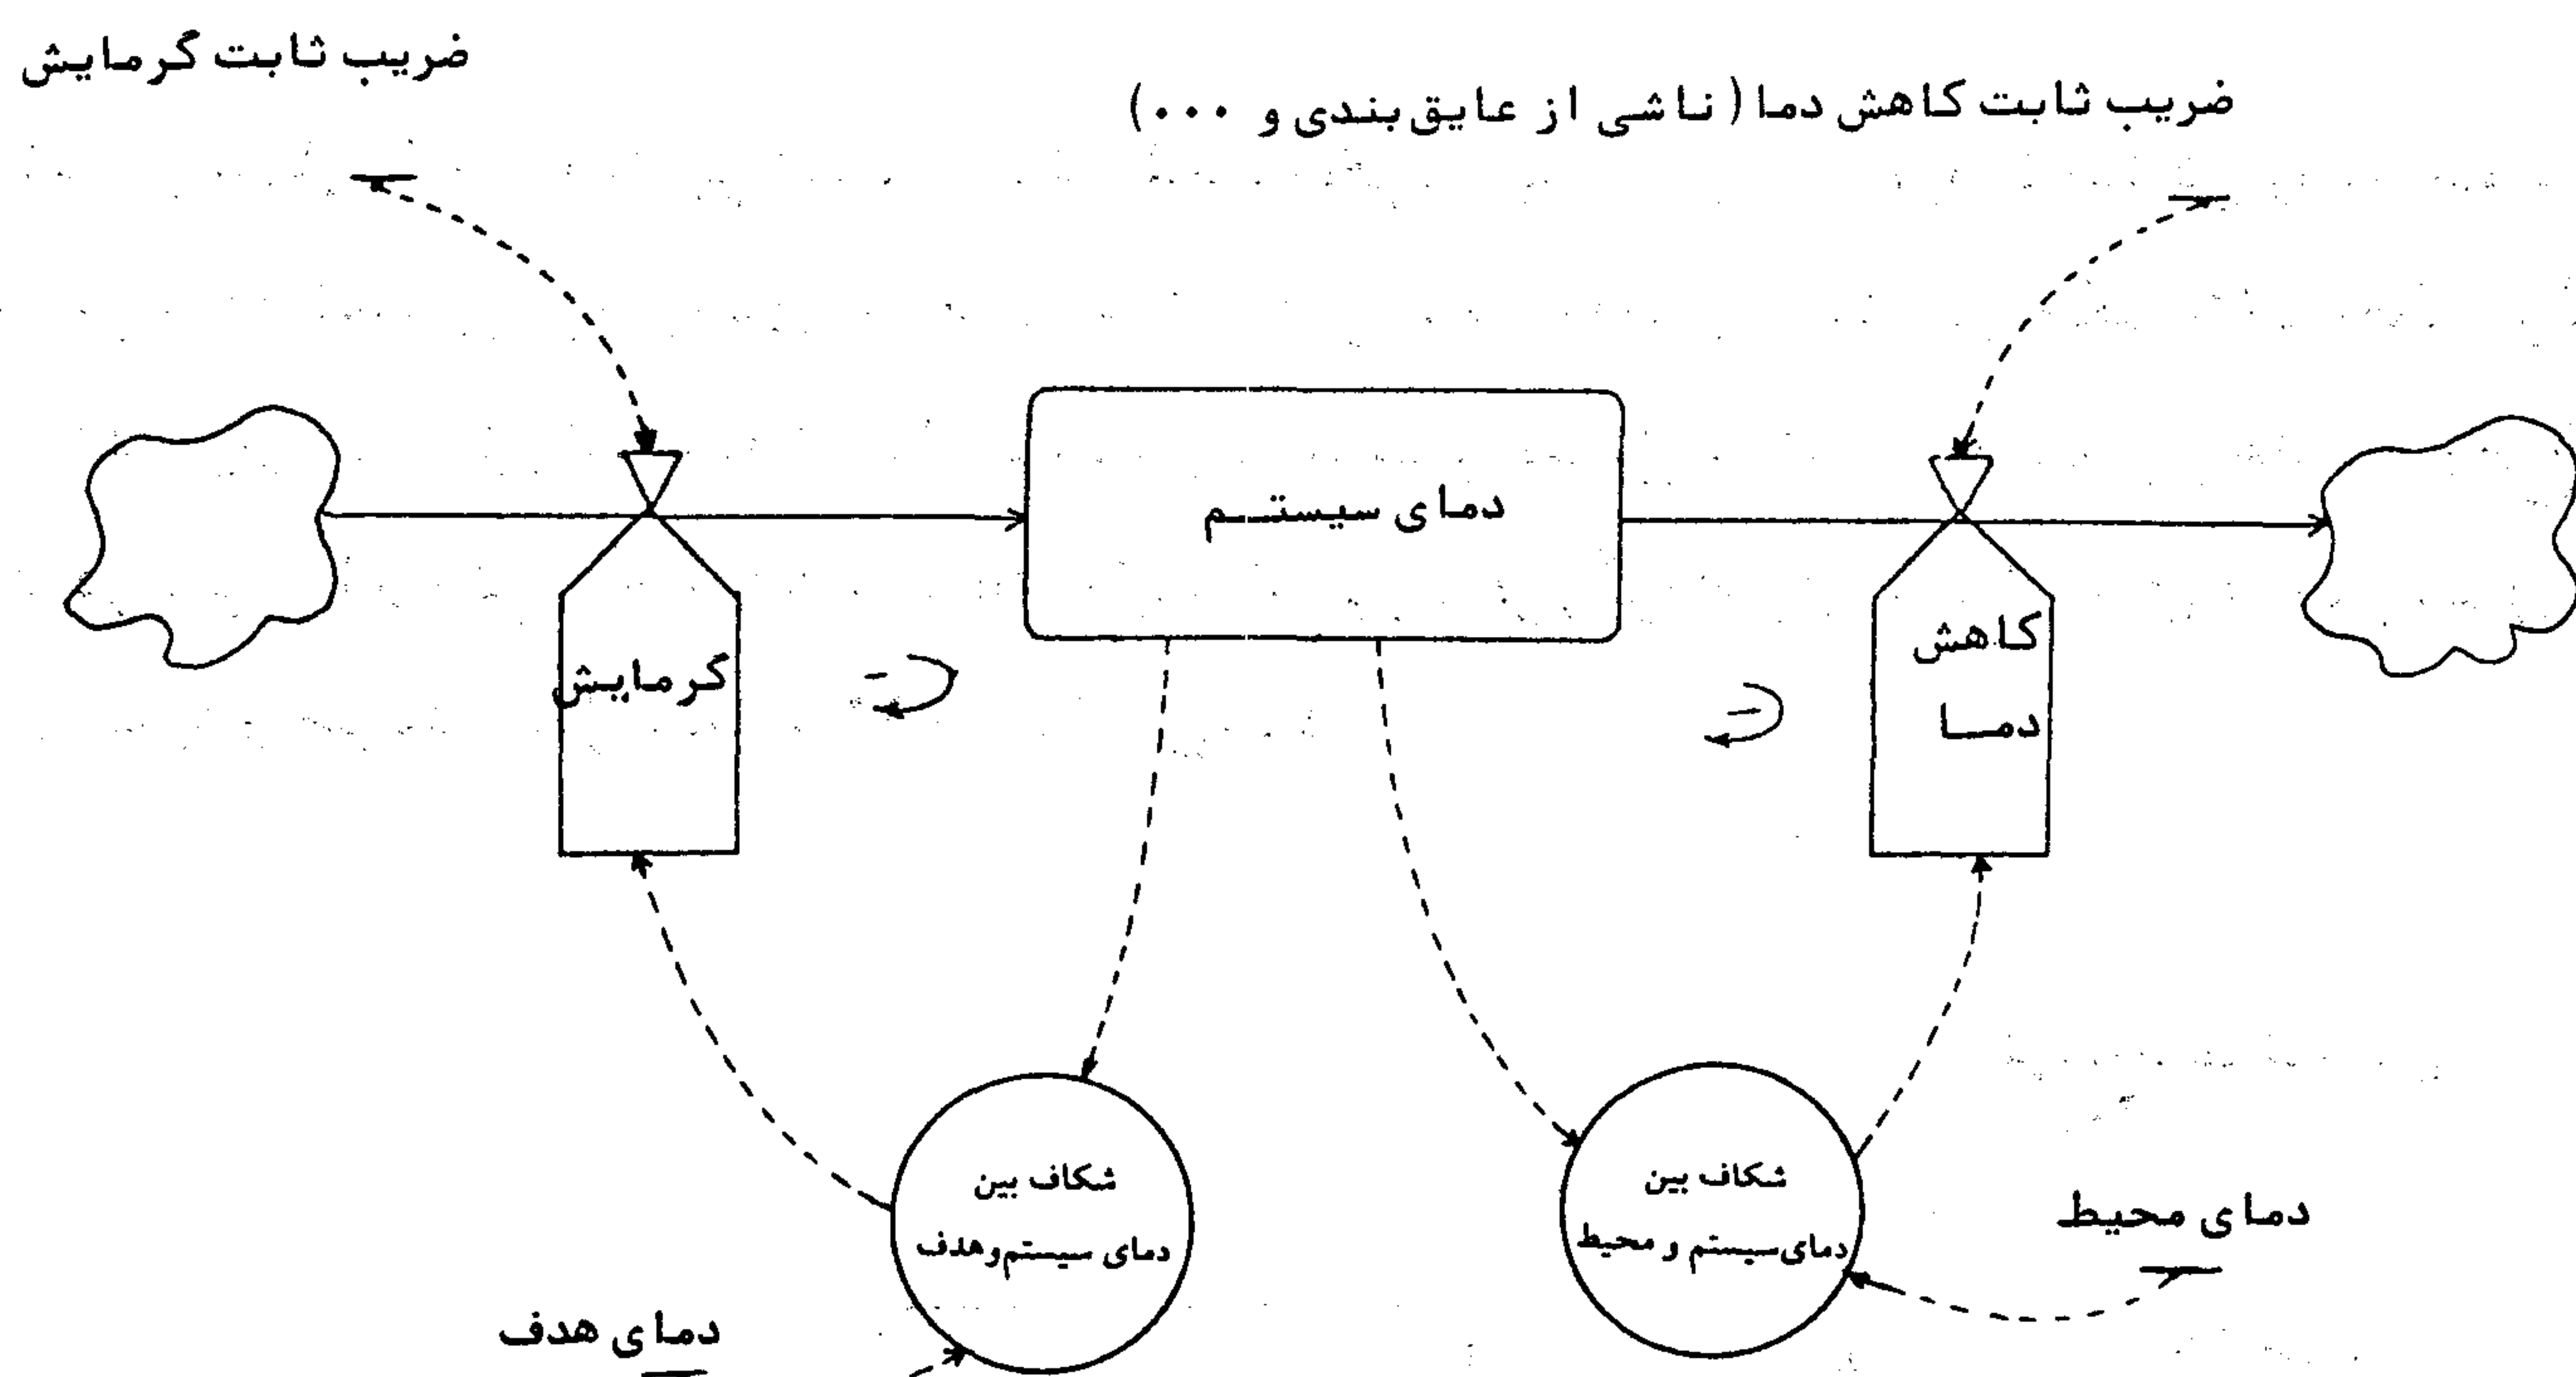 ضریب ثابت گرمایش
ضریب ثابت کاهش دما (ناشی از عایق‌بندی و ۰۰۰)
دمای سیستم
گرمایش
کاهش
دما
شکاف بین
دمای سیستم و هدف
شکاف بین
دمای سیستم و محیط
دمای محیط
دمای هدف